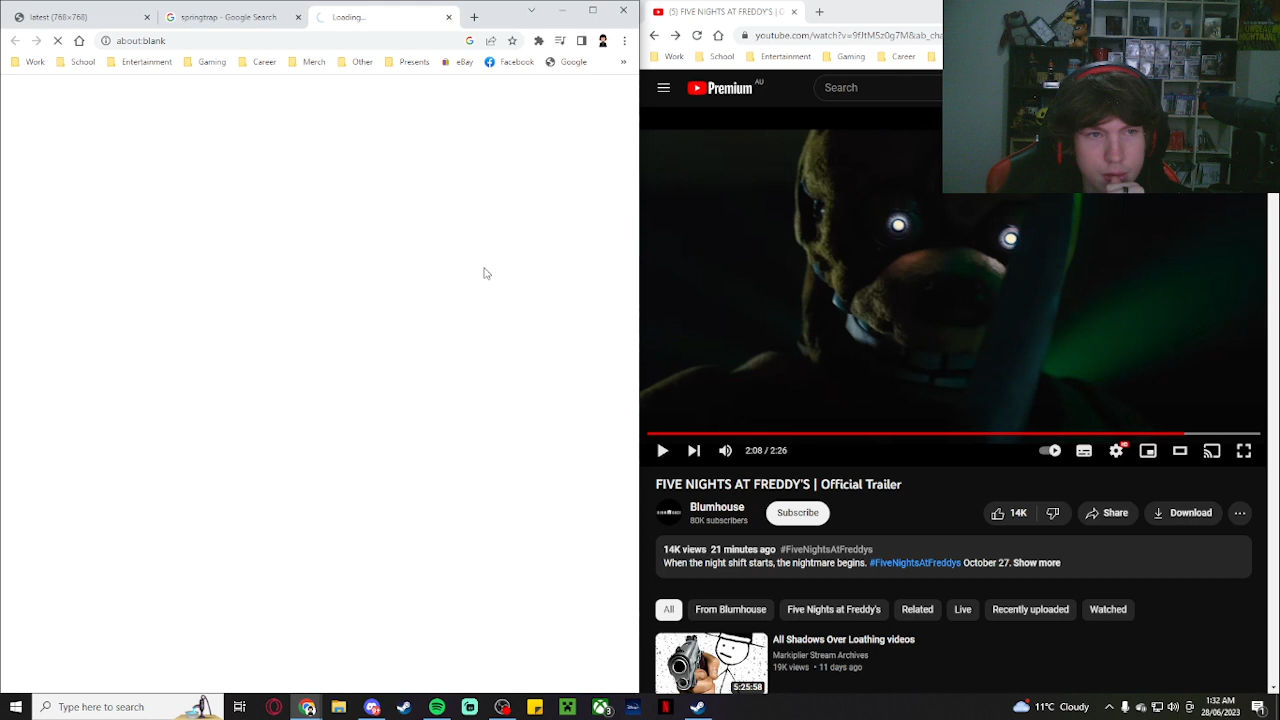 latest (768×768)
springtrap - Google Search
Loading...
(5) FIVE NIGHTS AT FREDDY'S |
about:blank
youtube.com/watch?v=9fJtM5z0g7M&ab_cha
Work School Entertainment Gaming Career Merch Other Presents eBay Facebook Google »
Work School Entertainment Gaming Career
Premium AU
Search
2:08 / 2:26
HD
FIVE NIGHTS AT FREDDY'S | Official Trailer
Blumhouse
80K subscribers
Subscribe
14K
Share
Download
14K views 21 minutes ago #FiveNightsAtFreddys
When the night shift starts, the nightmare begins. #FiveNightsAtFreddys October 27. Show more
All From Blumhouse Five Nights at Freddy's Related Live Recently uploaded Watched
All Shadows Over Loathing videos
Markiplier Stream Archives
19K views • 11 days ago
5:25:58
Type here to search
11°C Cloudy
1:32 AM
28/06/2023